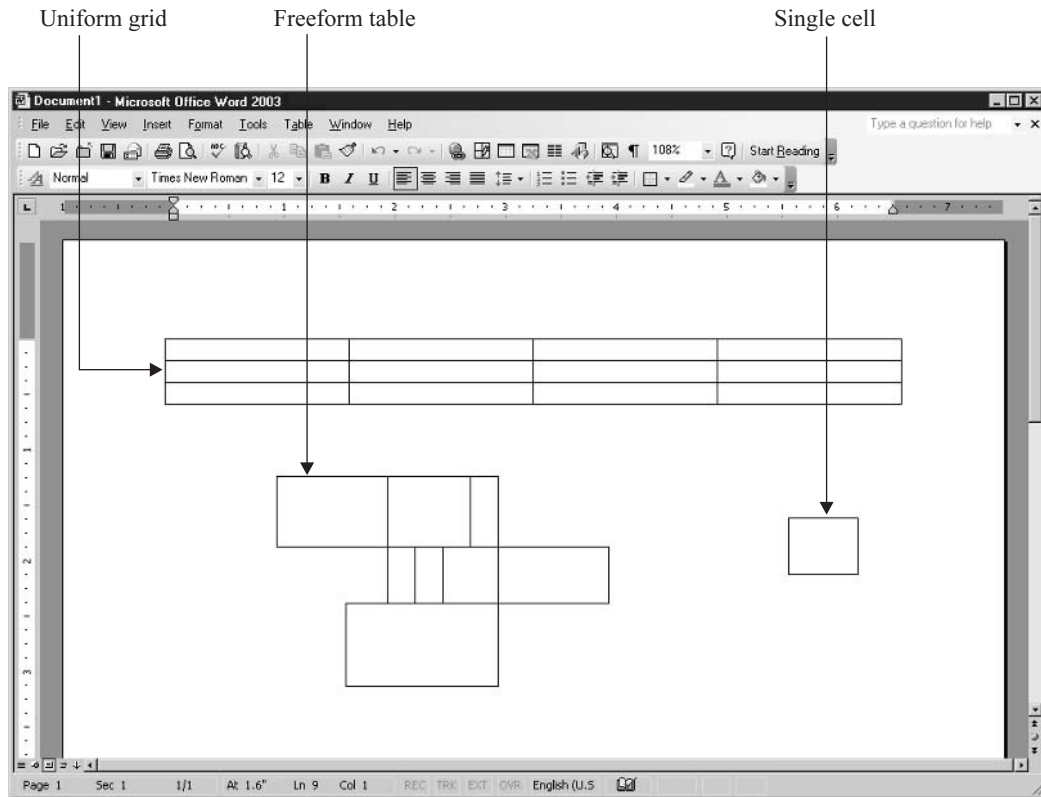 Uniform grid Freeform table Single cell
Document1 - Microsoft Office Word 2003
File Edit View Insert Format Tools Table Window Help Type a question for help
108% Start Reading
Normal Times New Roman 12 B I U A
L 1 1 2 3 4 5 6 7
1
2
3
Page 1 Sec 1 1/1 At 1.6" Ln 9 Col 1 REC TRK EXT OVR English (U.S